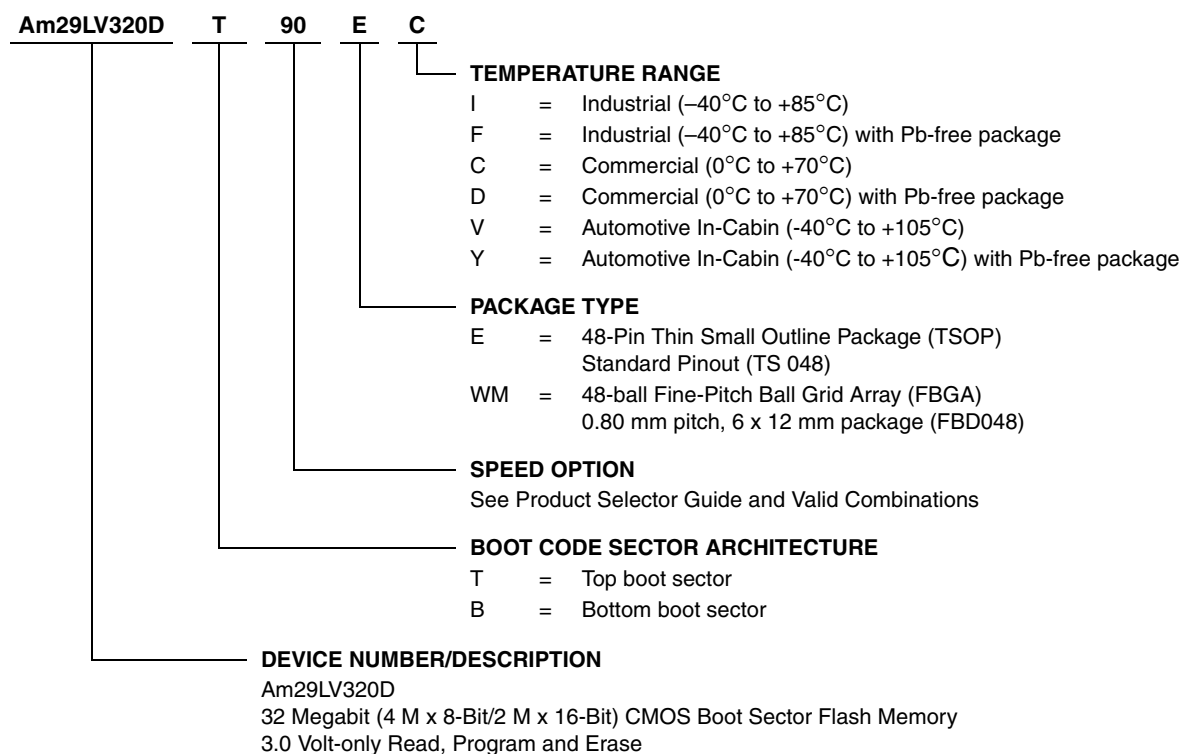 Am29LV320D T 90 E C
TEMPERATURE RANGE
I = Industrial (–40°C to +85°C)
F = Industrial (–40°C to +85°C) with Pb-free package
C = Commercial (0°C to +70°C)
D = Commercial (0°C to +70°C) with Pb-free package
V = Automotive In-Cabin (-40°C to +105°C)
Y = Automotive In-Cabin (-40°C to +105°C) with Pb-free package
PACKAGE TYPE
E = 48-Pin Thin Small Outline Package (TSOP)
Standard Pinout (TS 048)
WM = 48-ball Fine-Pitch Ball Grid Array (FBGA)
0.80 mm pitch, 6 x 12 mm package (FBD048)
SPEED OPTION
See Product Selector Guide and Valid Combinations
BOOT CODE SECTOR ARCHITECTURE
T = Top boot sector
B = Bottom boot sector
DEVICE NUMBER/DESCRIPTION
Am29LV320D
32 Megabit (4 M x 8-Bit/2 M x 16-Bit) CMOS Boot Sector Flash Memory
3.0 Volt-only Read, Program and Erase